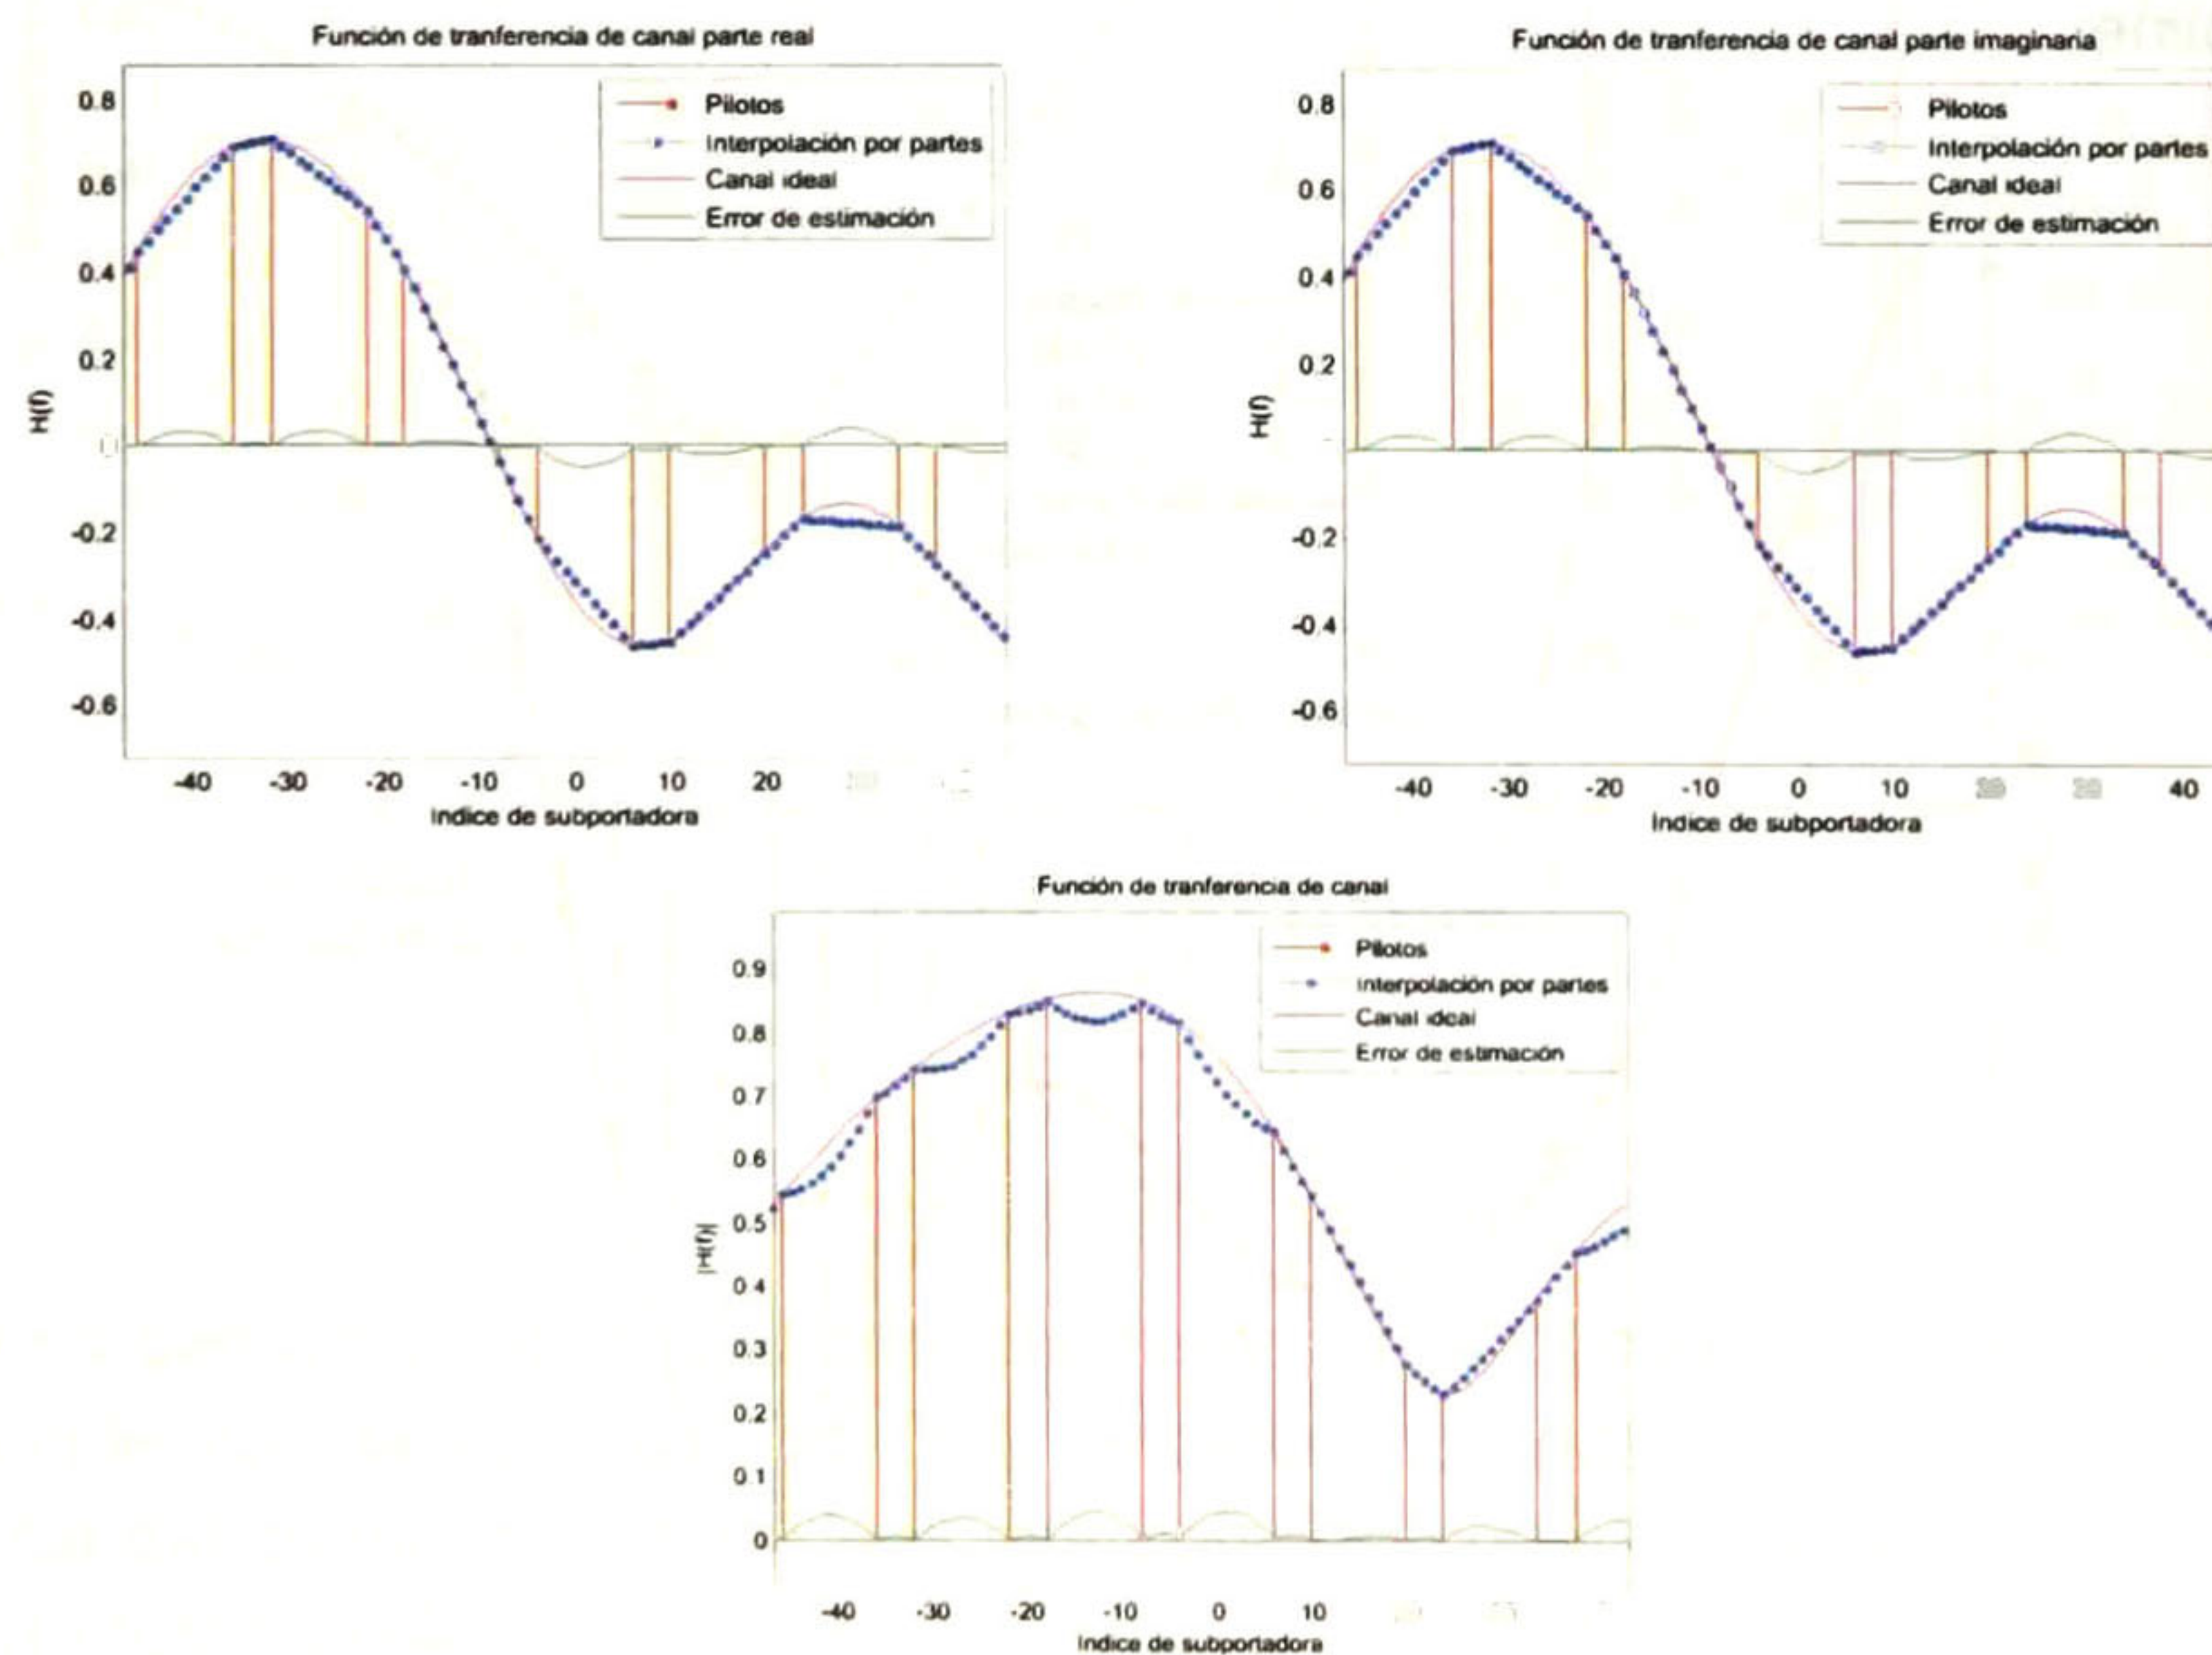 Función de tranferencia de canal parte real
0.8
0.6
0.4
0.2
-0.2
-0.4
-0.6
H(f)
Pilotos
Interpolación por partes
Canal ideal
Error de estimación
-40 -30 -20 -10 0 10 20
Indice de subportadora
Función de tranferencia de canal parte imaginaria
0.8
0.6
0.4
0.2
-0.2
-0.4
-0.6
H(f)
Pilotos
Interpolación por partes
Canal ideal
Error de estimación
-40 -30 -20 -10 0 10 20 30 40
Indice de subportadora
Función de tranferencia de canal
0.9
0.8
0.7
0.6
0.5
0.4
0.3
0.2
0.1
0
|H(f)|
Pilotos
Interpolación por partes
Canal ideal
Error de estimación
-40 -30 -20 -10 0 10
Indice de subportadora